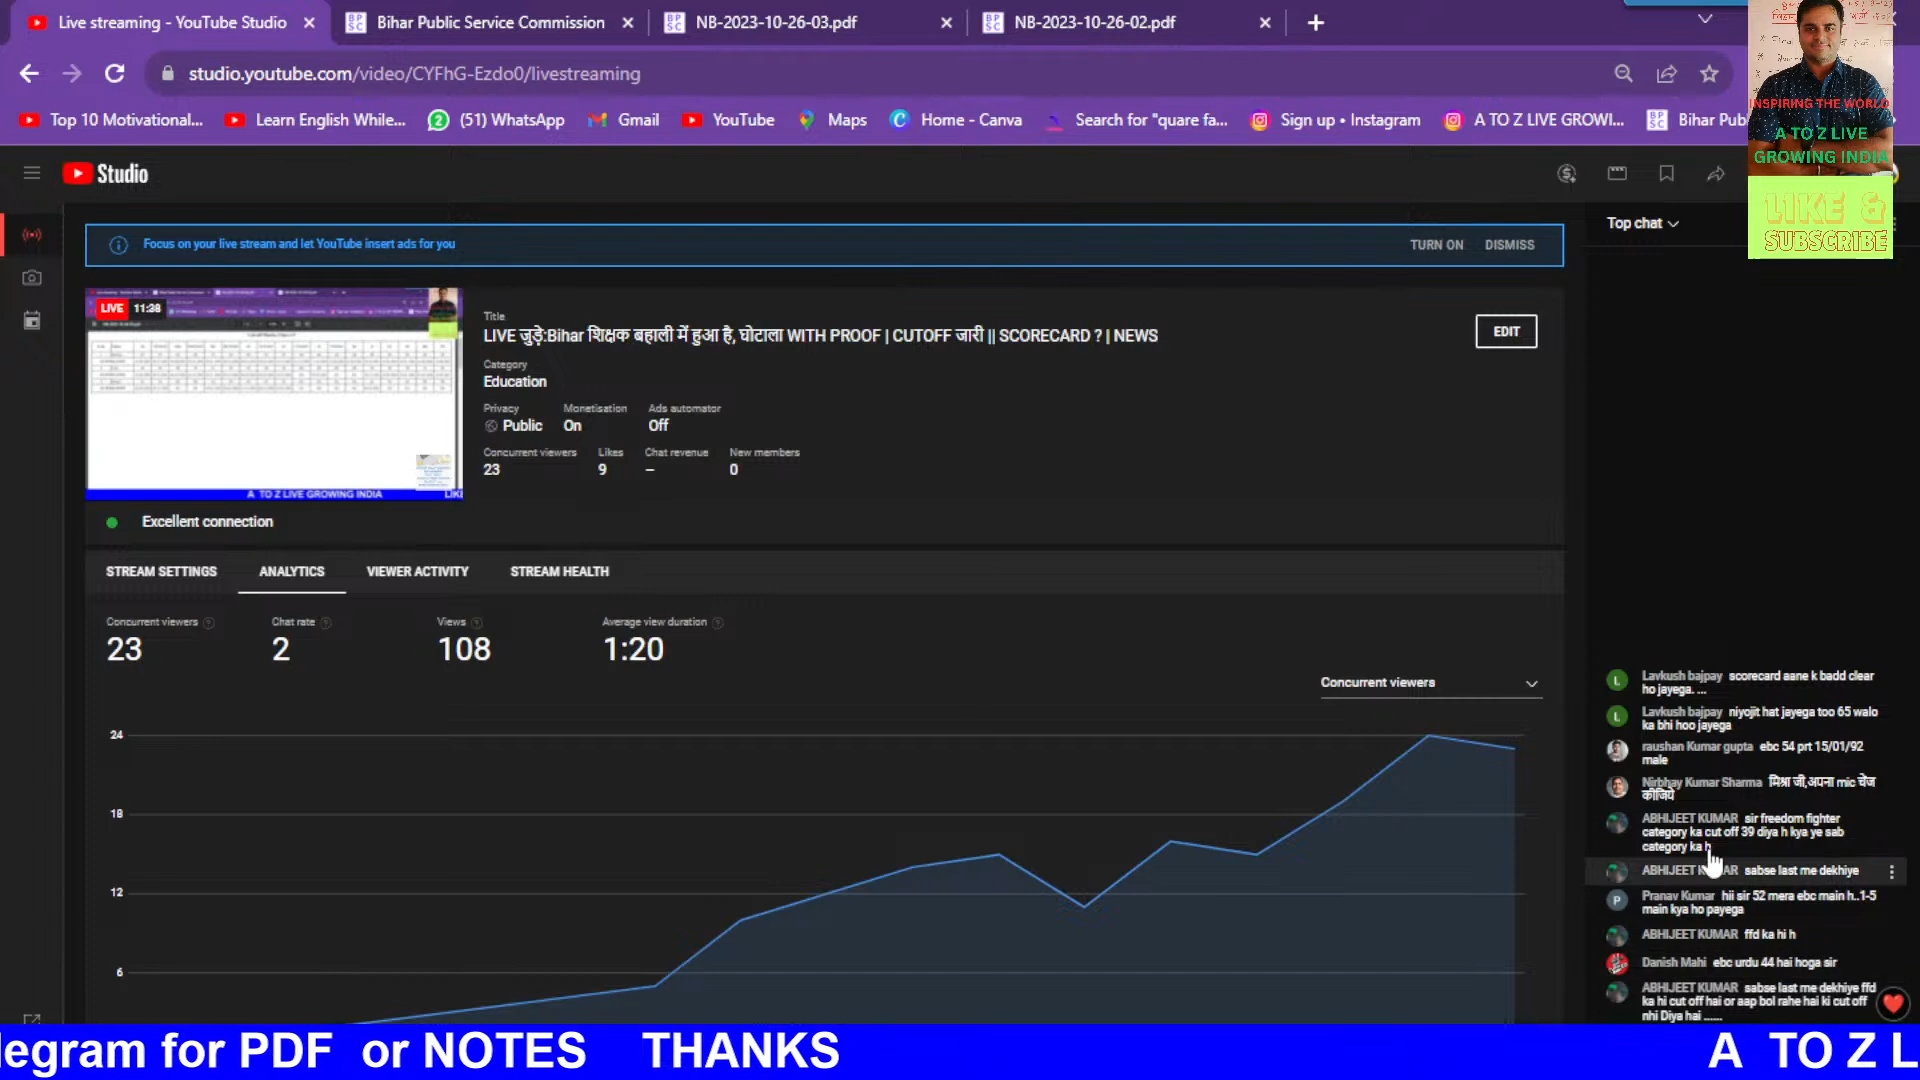 Live streaming - YouTube Studio
Bihar Public Service Commission
NB-2023-10-26-03.pdf
NB-2023-10-26-02.pdf
studio.youtube.com/video/CYFhG-Ezdo0/livestreaming
Top 10 Motivational...
Learn English While...
(51) WhatsApp
Gmail
YouTube
Maps
Home - Canva
Search for "quare fa...
Sign up • Instagram
A TO Z LIVE GROWI...
Bihar Pub
INSPIRING THE WORLD
A TO Z LIVE
GROWING INDIA
LIKE &
SUBSCRIBE
Studio
Focus on your live stream and let YouTube insert ads for you
TURN ON
DISMISS
Top chat
LIVE 11:38
A TO Z LIVE GROWING INDIA
Title
LIVE जुड़े:Bihar शिक्षक बहाली में हुआ है, घोटाला WITH PROOF | CUTOFF जारी || SCORECARD ? | NEWS
EDIT
Category
Education
Privacy Monetisation Ads automator
Public On Off
Concurrent viewers Likes Chat revenue New members
23 9 – 0
Excellent connection
STREAM SETTINGS ANALYTICS VIEWER ACTIVITY STREAM HEALTH
Concurrent viewers Chat rate Views Average view duration
23 2 108 1:20
Concurrent viewers
24
18
12
6
Lavkush bajpay scorecard aane k badd clear
ho jayega. ...
Lavkush bajpay niyojit hat jayega too 65 walo
ka bhi hoo jayega
raushan Kumar gupta ebc 54 prt 15/01/92
male
Nirbhay Kumar Sharma मिश्रा जी,अपना mic चेंज
कीजिये
ABHIJEET KUMAR sir freedom fighter
category ka cut off 39 diya h kya ye sab
category ka h
ABHIJEET KUMAR sabse last me dekhiye
Pranav Kumar hii sir 52 mera ebc main h..1-5
main kya ho payega
ABHIJEET KUMAR ffd ka hi h
Danish Mahi ebc urdu 44 hai hoga sir
ABHIJEET KUMAR sabse last me dekhiye ffd
ka hi cut off hai or aap bol rahe hai ki cut off
nhi Diya hai ......
legram for PDF or NOTES THANKS
A TO Z L